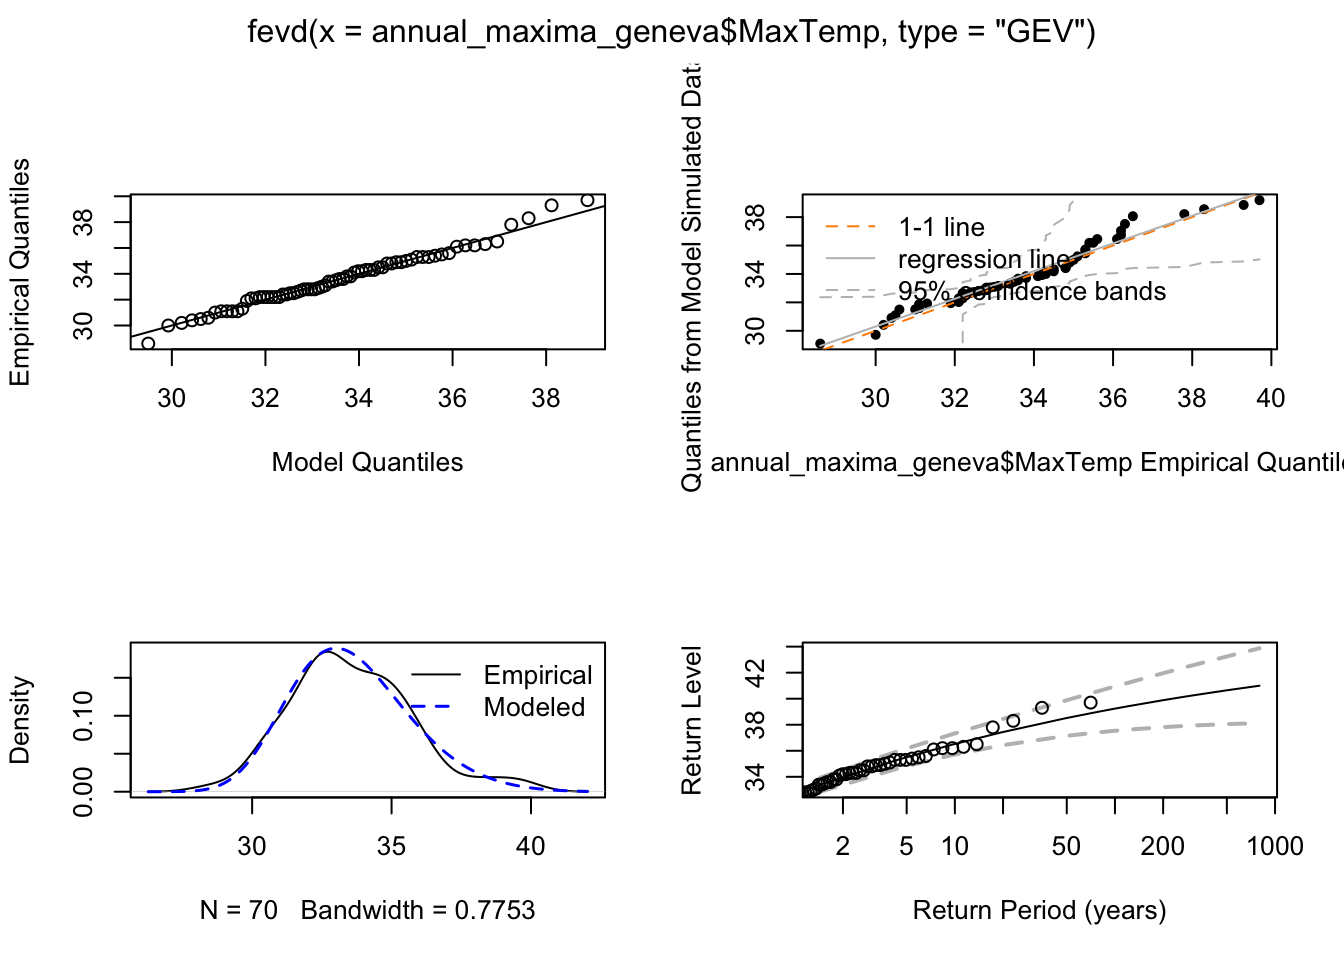 fevd(x = annual_maxima_geneva$MaxTemp, type = "GEV")
Empirical Quantiles
30
34
38
30
32
34
36
38
Model Quantiles
Quantiles from Model Simulated Dat
30
34
38
1-1 line
regression line
95% confidence bands
30
32
34
36
38
40
annual_maxima_geneva$MaxTemp Empirical Quantile
Density
0.00
0.10
Empirical
Modeled
30
35
40
N = 70 Bandwidth = 0.7753
Return Level
34
38
42
2
5
10
50
200
1000
Return Period (years)